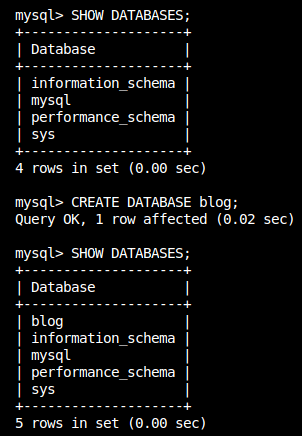 mysql> SHOW DATABASES;
+--------------------+
| Database           |
+--------------------+
| information_schema |
| mysql              |
| performance_schema |
| sys                |
+--------------------+
4 rows in set (0.00 sec)

mysql> CREATE DATABASE blog;
Query OK, 1 row affected (0.02 sec)

mysql> SHOW DATABASES;
+--------------------+
| Database           |
+--------------------+
| blog               |
| information_schema |
| mysql              |
| performance_schema |
| sys                |
+--------------------+
5 rows in set (0.00 sec)